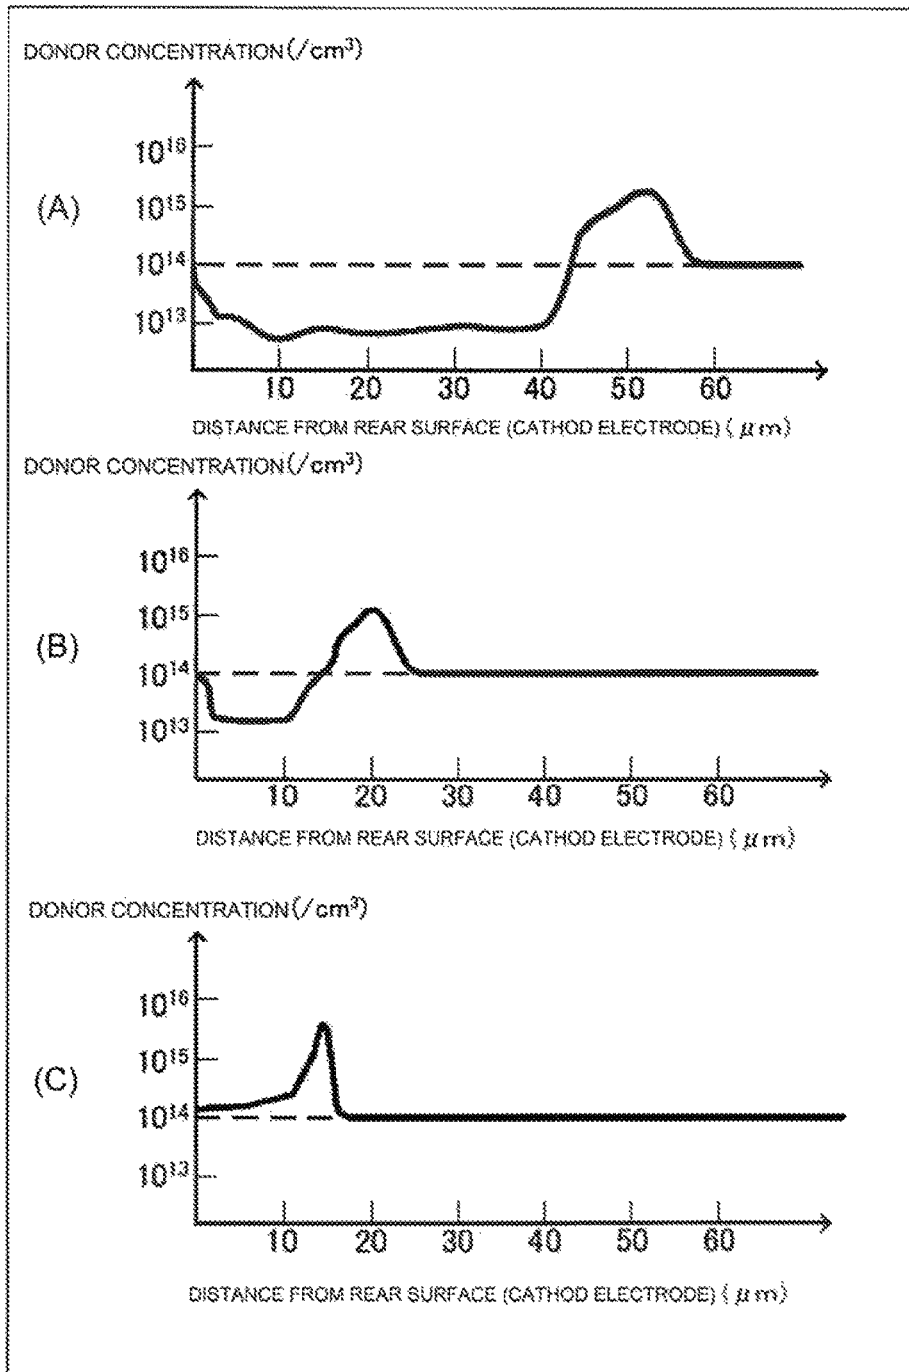 DONOR CONCENTRATION(/cm³)
10¹⁶
(A)
10¹⁵
10¹⁴
10¹³
10 20 30 40 50 60
DISTANCE FROM REAR SURFACE (CATHOD ELECTRODE) (μm)
DONOR CONCENTRATION(/cm³)
10¹⁶
10¹⁵
(B)
10¹⁴
10¹³
10 20 30 40 50 60
DISTANCE FROM REAR SURFACE (CATHOD ELECTRODE) (μm)
DONOR CONCENTRATION(/cm³)
10¹⁶
10¹⁵
(C)
10¹⁴
10¹³
10 20 30 40 50 60
DISTANCE FROM REAR SURFACE (CATHOD ELECTRODE) (μm)